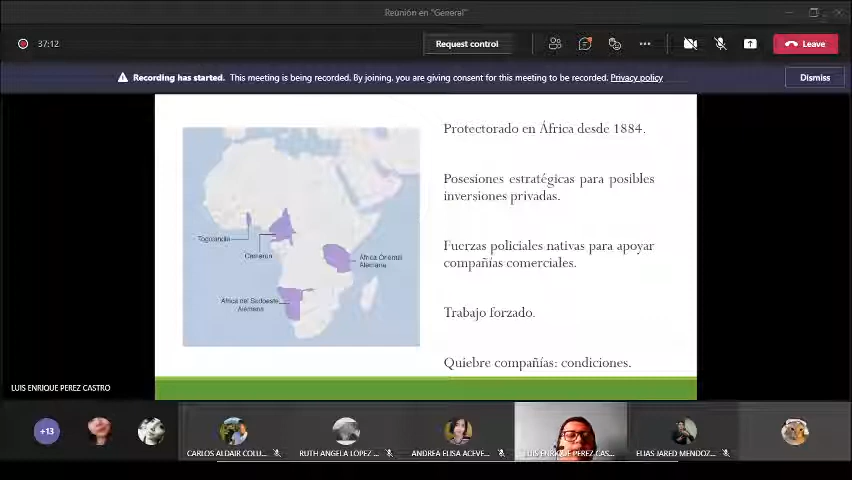 Reunión en "General"
37:12
Request control
Leave
Recording has started. This meeting is being recorded. By joining, you are giving consent for this meeting to be recorded. Privacy policy
Dismiss
Protectorado en África desde 1884.
Posesiones estratégicas para posibles
inversiones privadas.
Fuerzas policiales nativas para apoyar
compañías comerciales.
Trabajo forzado.
Quiebre compañías: condiciones.
Togolandia
Camerún
África Oriental
Alemana
África del Sudoeste
Alemana
LUIS ENRIQUE PEREZ CASTRO
+13
CARLOS ALDAIR COLU...
RUTH ANGELA LOPEZ ...
ANDREA ELISA ACEVE...
LUIS ENRIQUE PEREZ CAS...
ELIAS JARED MENDOZ...